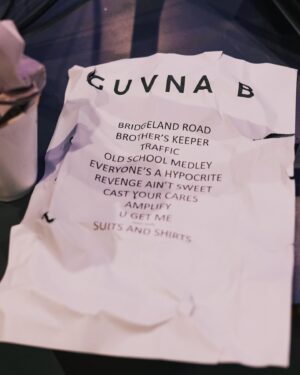 GUVNA B
BRIDGELAND ROAD
BROTHER'S KEEPER
TRAFFIC
OLD SCHOOL MEDLEY
EVERYONE'S A HYPOCRITE
REVENGE AIN'T SWEET
CAST YOUR CARES
AMPLIFY
U GET ME
SUITS AND SHIRTS